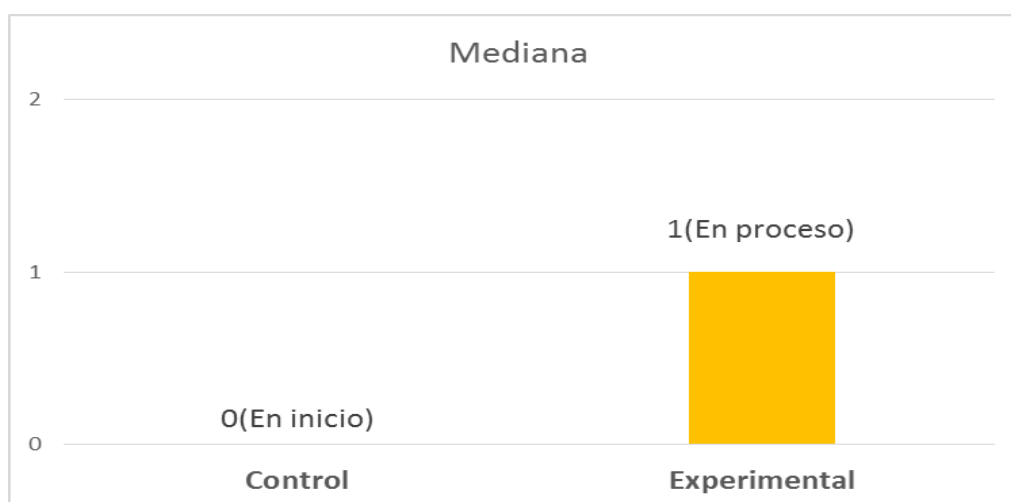 Mediana
2
1(En proceso)
1
0(En inicio)
0
Control Experimental